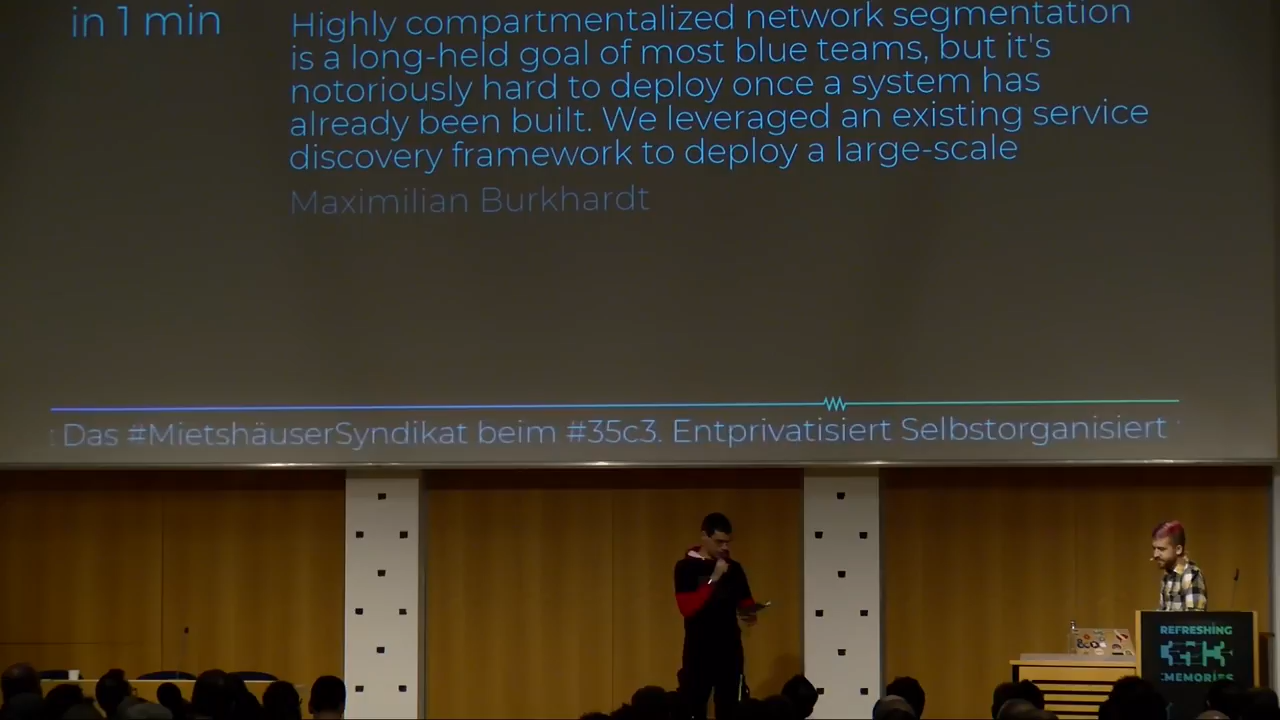 in 1 min
Highly compartmentalized network segmentation
is a long-held goal of most blue teams, but it's
notoriously hard to deploy once a system has
already been built. We leveraged an existing service
discovery framework to deploy a large-scale
Maximilian Burkhardt
: Das #MietshäuserSyndikat beim #35c3. Entprivatisiert Selbstorganisiert
REFRESHING
MEMORIES